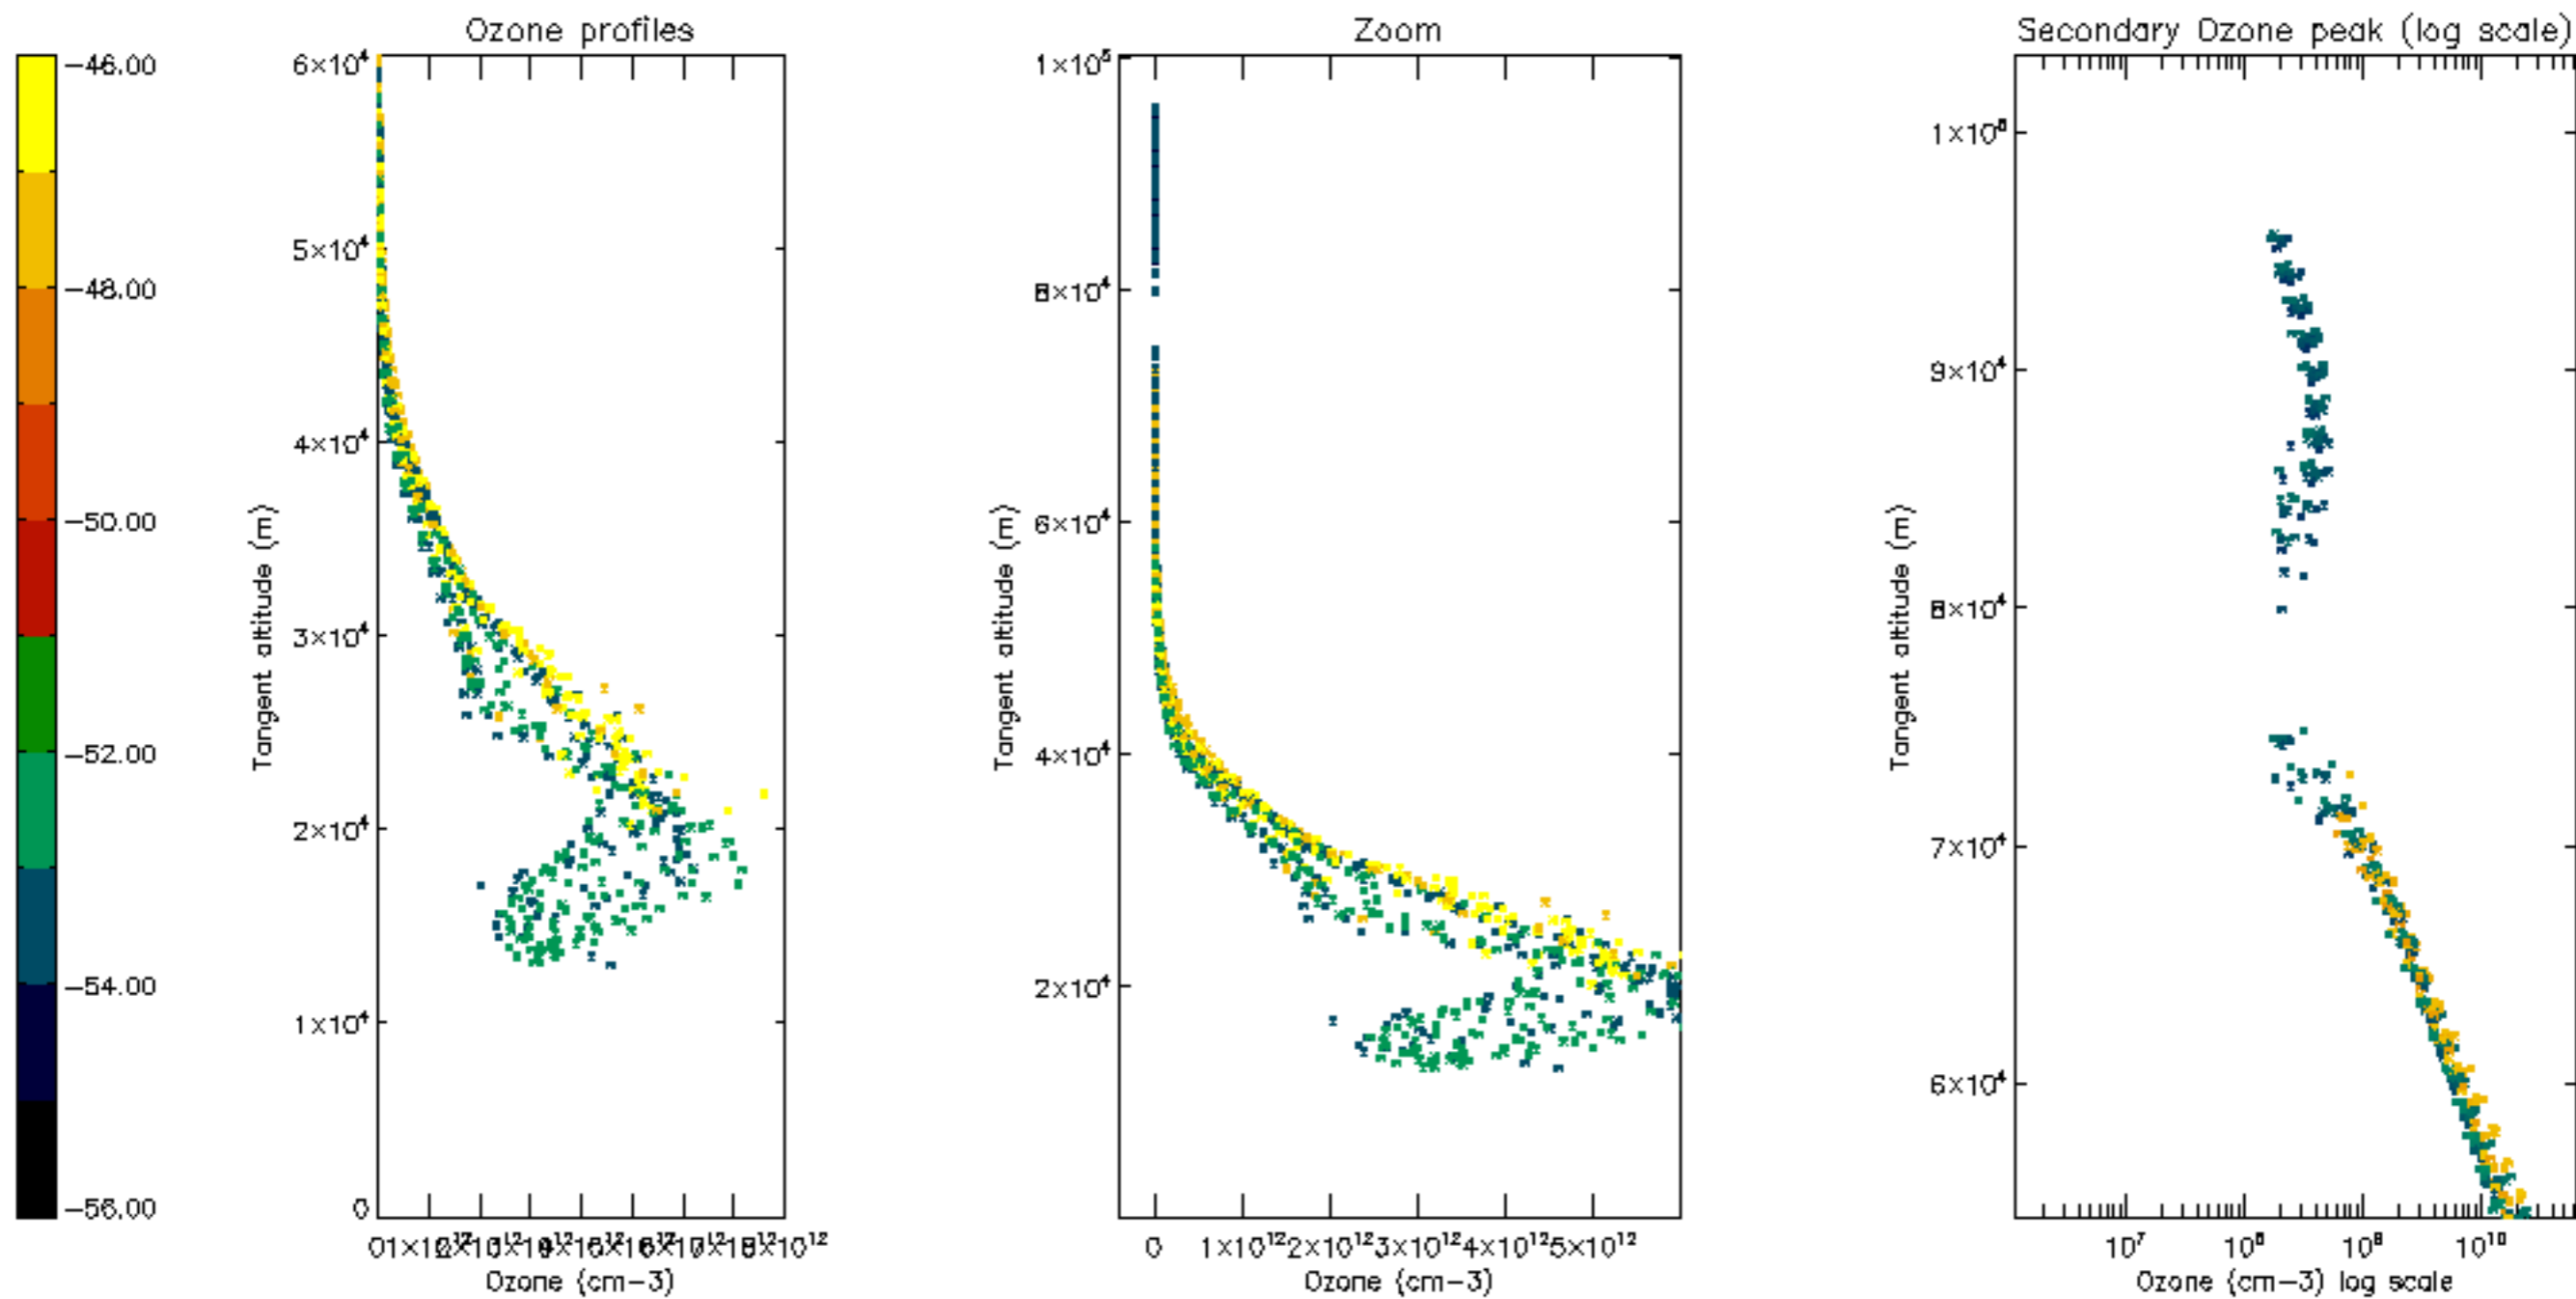 Ozone profiles
Zoom
Secondary Ozone peak (log scale)
-46.00
-48.00
-50.00
-52.00
-54.00
-56.00
Tangent altitude (m)
6×10⁴
5×10⁴
4×10⁴
3×10⁴
2×10⁴
1×10⁴
0
Ozone (cm-3)
Tangent altitude (m)
1×10⁵
8×10⁴
6×10⁴
4×10⁴
2×10⁴
0 1×10¹² 2×10¹² 3×10¹² 4×10¹² 5×10¹²
Ozone (cm-3)
Tangent altitude (m)
1×10⁵
9×10⁴
8×10⁴
7×10⁴
6×10⁴
10⁷ 10⁸ 10⁹ 10¹⁰
Ozone (cm-3) log scale